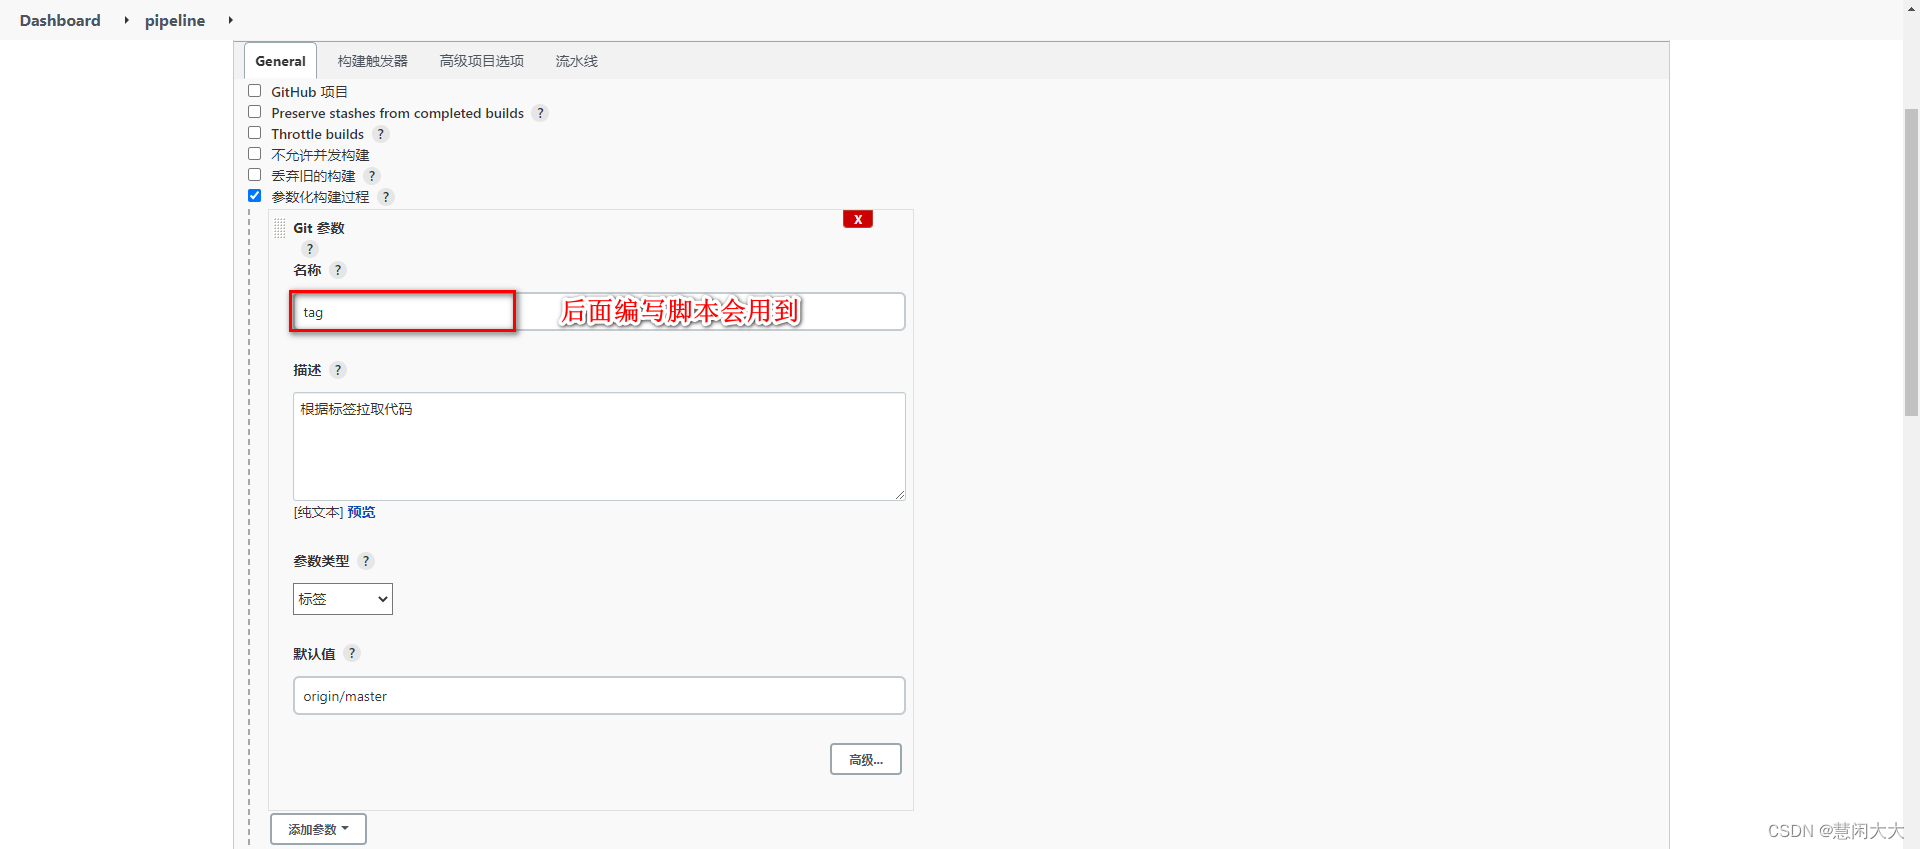 Dashboard pipeline
General 构建触发器 高级项目选项 流水线
GitHub 项目
Preserve stashes from completed builds ?
Throttle builds ?
不允许并发构建
丢弃旧的构建 ?
参数化构建过程 ?
X
Git 参数
?
名称 ?
tag 后面编写脚本会用到
描述 ?
根据标签拉取代码
[纯文本] 预览
参数类型 ?
标签
默认值 ?
origin/master
高级...
添加参数
CSDN @慧闲大大